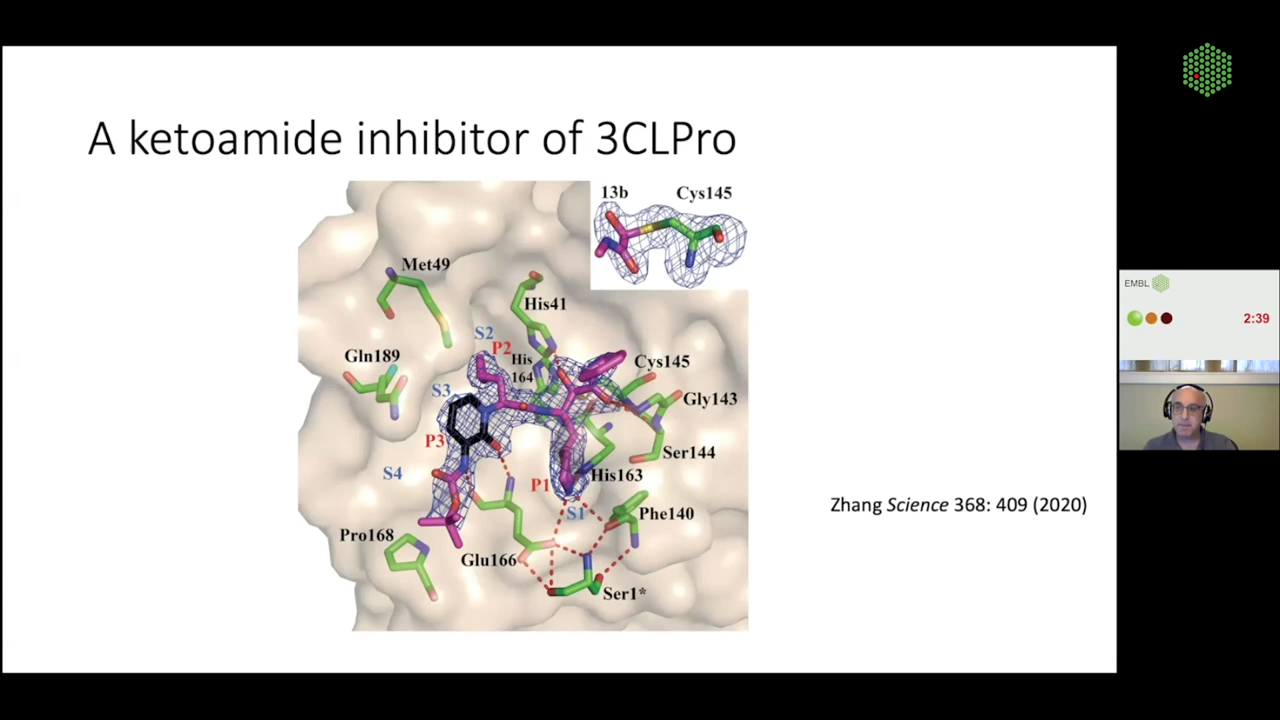 A ketoamide inhibitor of 3CLPro
13b
Cys145
Met49
His41
S2
P2
His
164
Gln189
Cys145
S3
Gly143
P3
Ser144
S4
His163
P1
S1
Phe140
Pro168
Glu166
Ser1*
Zhang Science 368: 409 (2020)
EMBL
2:39